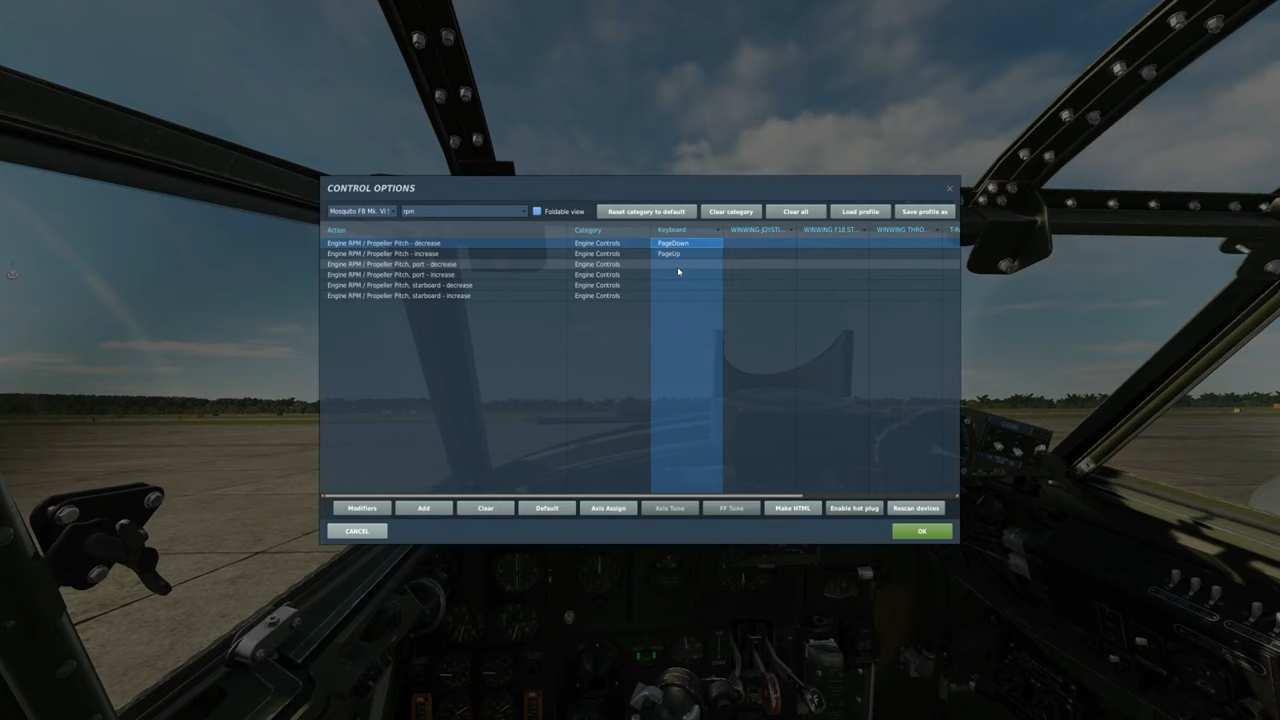 CONTROL OPTIONS
Mosquito FB Mk. VI rpm Foldable view Reset category to default Clear category Clear all Load profile Save profile as
Action Category Keyboard WINWING JOYSTI... WINWING F18 ST... WINWING THRO...
Engine RPM / Propeller Pitch - decrease Engine Controls PageDown
Engine RPM / Propeller Pitch - increase Engine Controls PageUp
Engine RPM / Propeller Pitch, port - decrease Engine Controls
Engine RPM / Propeller Pitch, port - increase Engine Controls
Engine RPM / Propeller Pitch, starboard - decrease Engine Controls
Engine RPM / Propeller Pitch, starboard - increase Engine Controls
Modifiers Add Clear Default Axis Assign Axis Tune FF Tune Make HTML Enable hot plug Rescan devices
CANCEL OK